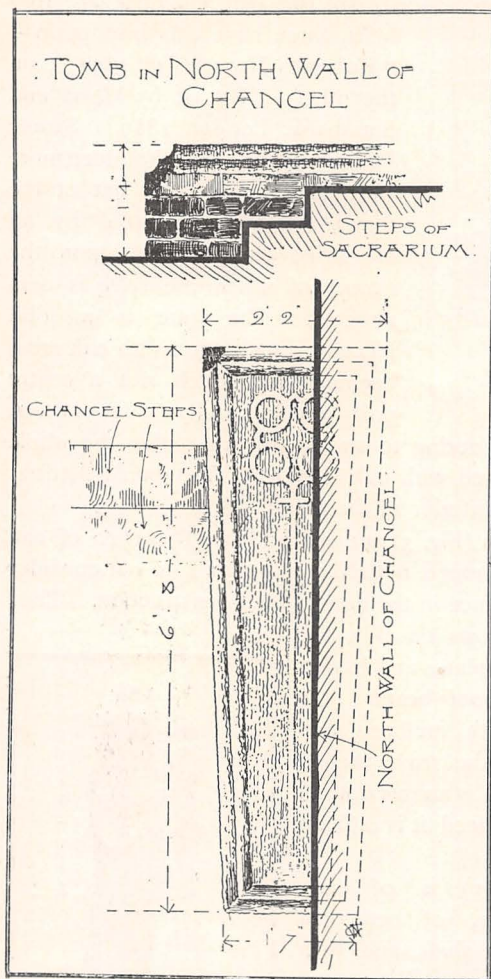 : TOMB IN NORTH WALL OF
CHANCEL
1' 4"
STEPS OF
SACRARIUM :
2' 2"
CHANCEL STEPS
6' 8"
: NORTH WALL OF CHANCEL :
1' 7"